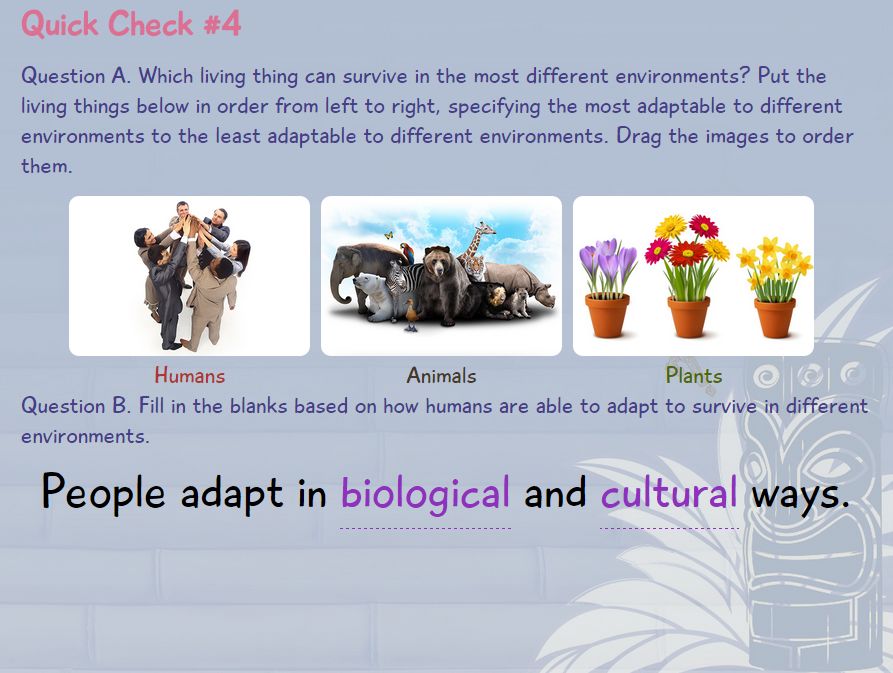 Quick Check #4
Question A. Which living thing can survive in the most different environments? Put the
living things below in order from left to right, specifying the most adaptable to different
environments to the least adaptable to different environments. Drag the images to order
them.
Humans
Animals
Plants
Question B. Fill in the blanks based on how humans are able to adapt to survive in different
environments.
People adapt in biological and cultural ways.